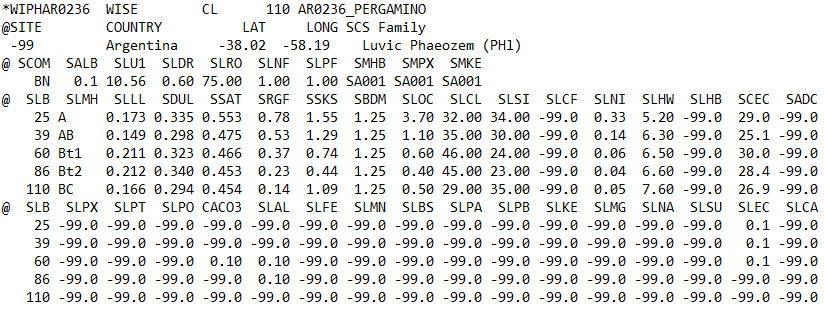 *WIPHAR0236  WISE        CL      110 AR0236_PERGAMINO
@SITE        COUNTRY          LAT     LONG SCS Family
 -99         Argentina     -38.02  -58.19   Luvic Phaeozem (PHl)
@ SCOM  SALB  SLU1  SLDR  SLRO  SLNF  SLPF  SMHB  SMPX  SMKE
    BN   0.1 10.56  0.60 75.00  1.00  1.00 SA001 SA001 SA001
@  SLB  SLMH  SLLL  SDUL  SSAT  SRGF  SSKS  SBDM  SLOC  SLCL  SLSI  SLCF  SLNI  SLHW  SLHB  SCEC  SADC
    25 A     0.173 0.335 0.553  0.78  1.55  1.25  3.70 32.00 34.00 -99.0  0.33  5.20 -99.0  29.0 -99.0
    39 AB    0.149 0.298 0.475  0.53  1.29  1.25  1.10 35.00 30.00 -99.0  0.14  6.30 -99.0  25.1 -99.0
    60 Bt1   0.211 0.323 0.466  0.37  0.74  1.25  0.60 46.00 24.00 -99.0  0.06  6.50 -99.0  30.0 -99.0
    86 Bt2   0.212 0.340 0.453  0.23  0.44  1.25  0.40 45.00 23.00 -99.0  0.04  6.60 -99.0  28.4 -99.0
   110 BC    0.166 0.294 0.454  0.14  1.09  1.25  0.50 29.00 35.00 -99.0  0.05  7.60 -99.0  26.9 -99.0
@  SLB  SLPX  SLPT  SLPO CACO3  SLAL  SLFE  SLMN  SLBS  SLPA  SLPB  SLKE  SLMG  SLNA  SLSU  SLEC  SLCA
    25 -99.0 -99.0 -99.0 -99.0 -99.0 -99.0 -99.0 -99.0 -99.0 -99.0 -99.0 -99.0 -99.0 -99.0   0.1 -99.0
    39 -99.0 -99.0 -99.0 -99.0 -99.0 -99.0 -99.0 -99.0 -99.0 -99.0 -99.0 -99.0 -99.0 -99.0   0.1 -99.0
    60 -99.0 -99.0 -99.0  0.10  0.10 -99.0 -99.0 -99.0 -99.0 -99.0 -99.0 -99.0 -99.0 -99.0   0.1 -99.0
    86 -99.0 -99.0 -99.0 -99.0  0.10 -99.0 -99.0 -99.0 -99.0 -99.0 -99.0 -99.0 -99.0 -99.0 -99.0 -99.0
   110 -99.0 -99.0 -99.0 -99.0 -99.0 -99.0 -99.0 -99.0 -99.0 -99.0 -99.0 -99.0 -99.0 -99.0 -99.0 -99.0